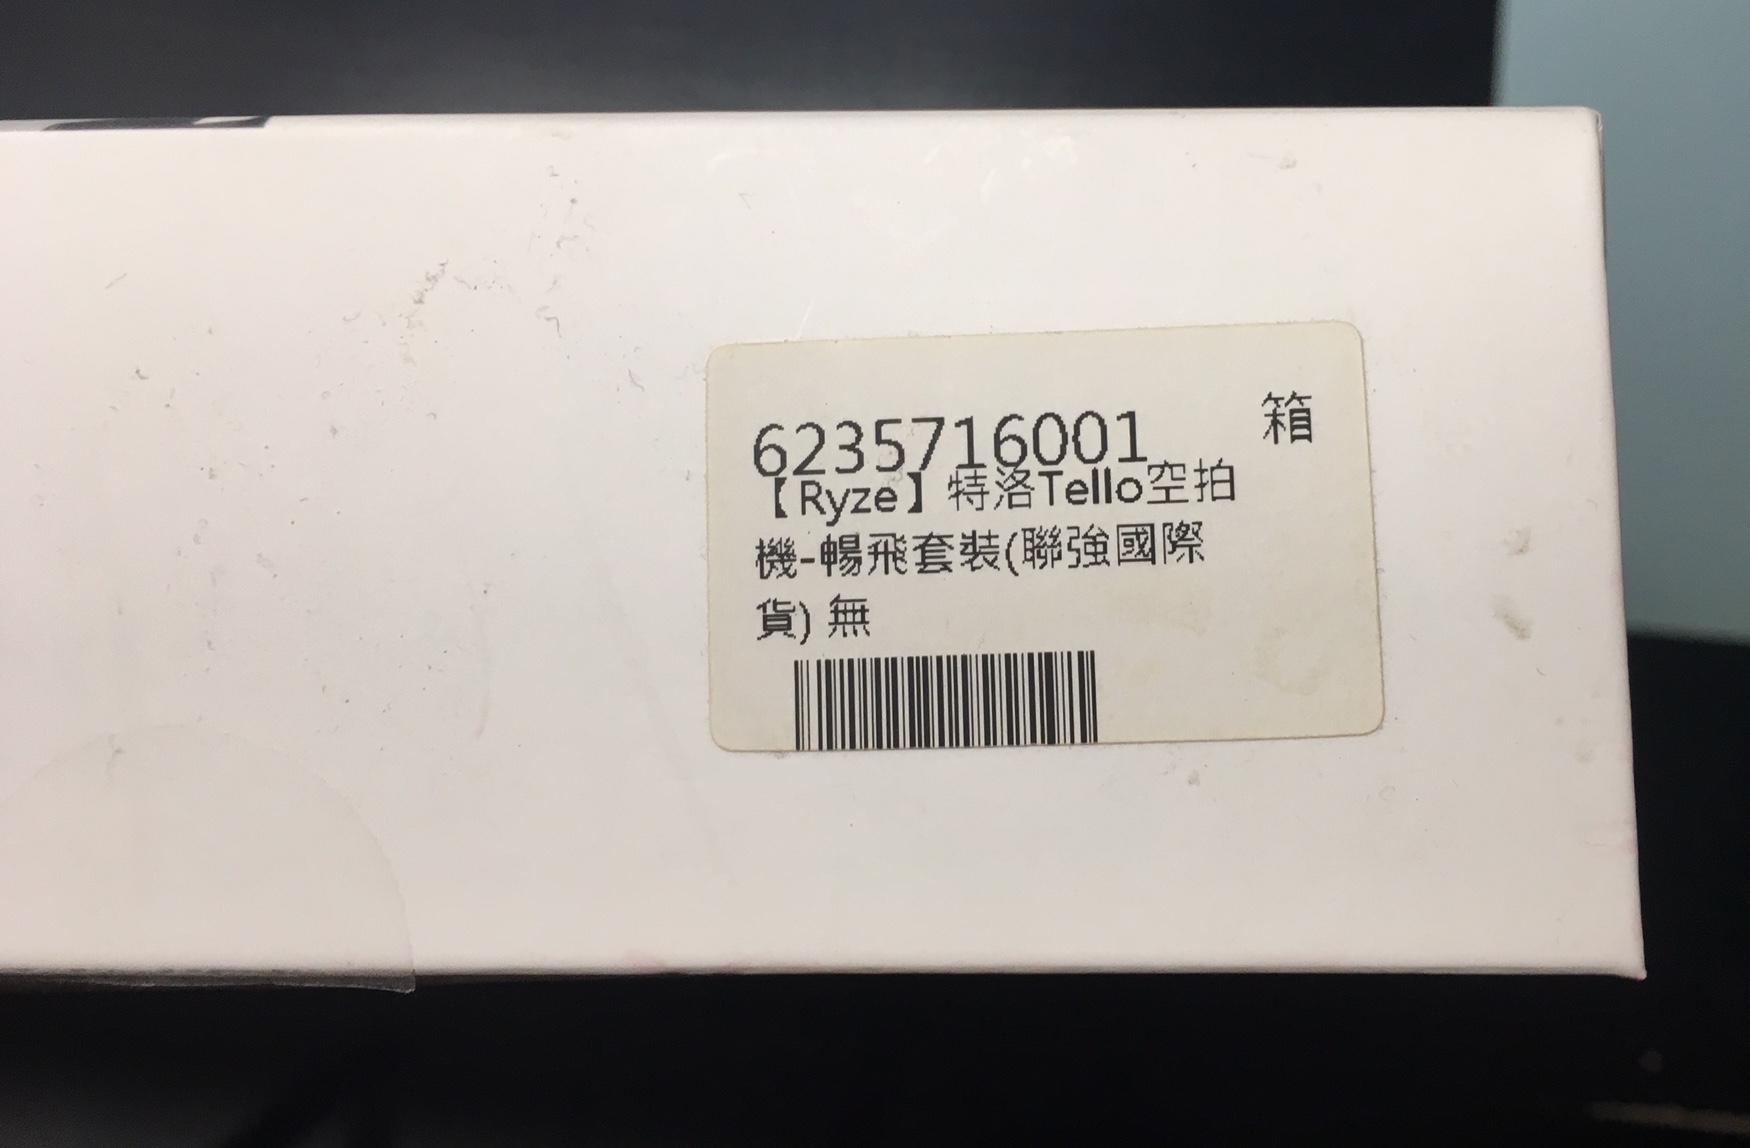 6235716001 箱
【Ryze】特洛Tello空拍
機-暢飛套裝(聯強國際
貨) 無